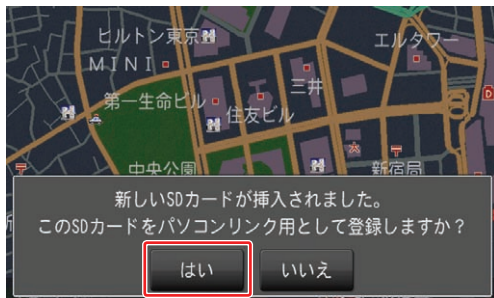 ヒルトン東京
エルタワー
MINI
三井
第一生命ビル
住友ビル
中央公園
新宿局
新しいSDカードが挿入されました。
このSDカードをパソコンリンク用として登録しますか？
はい
いいえ